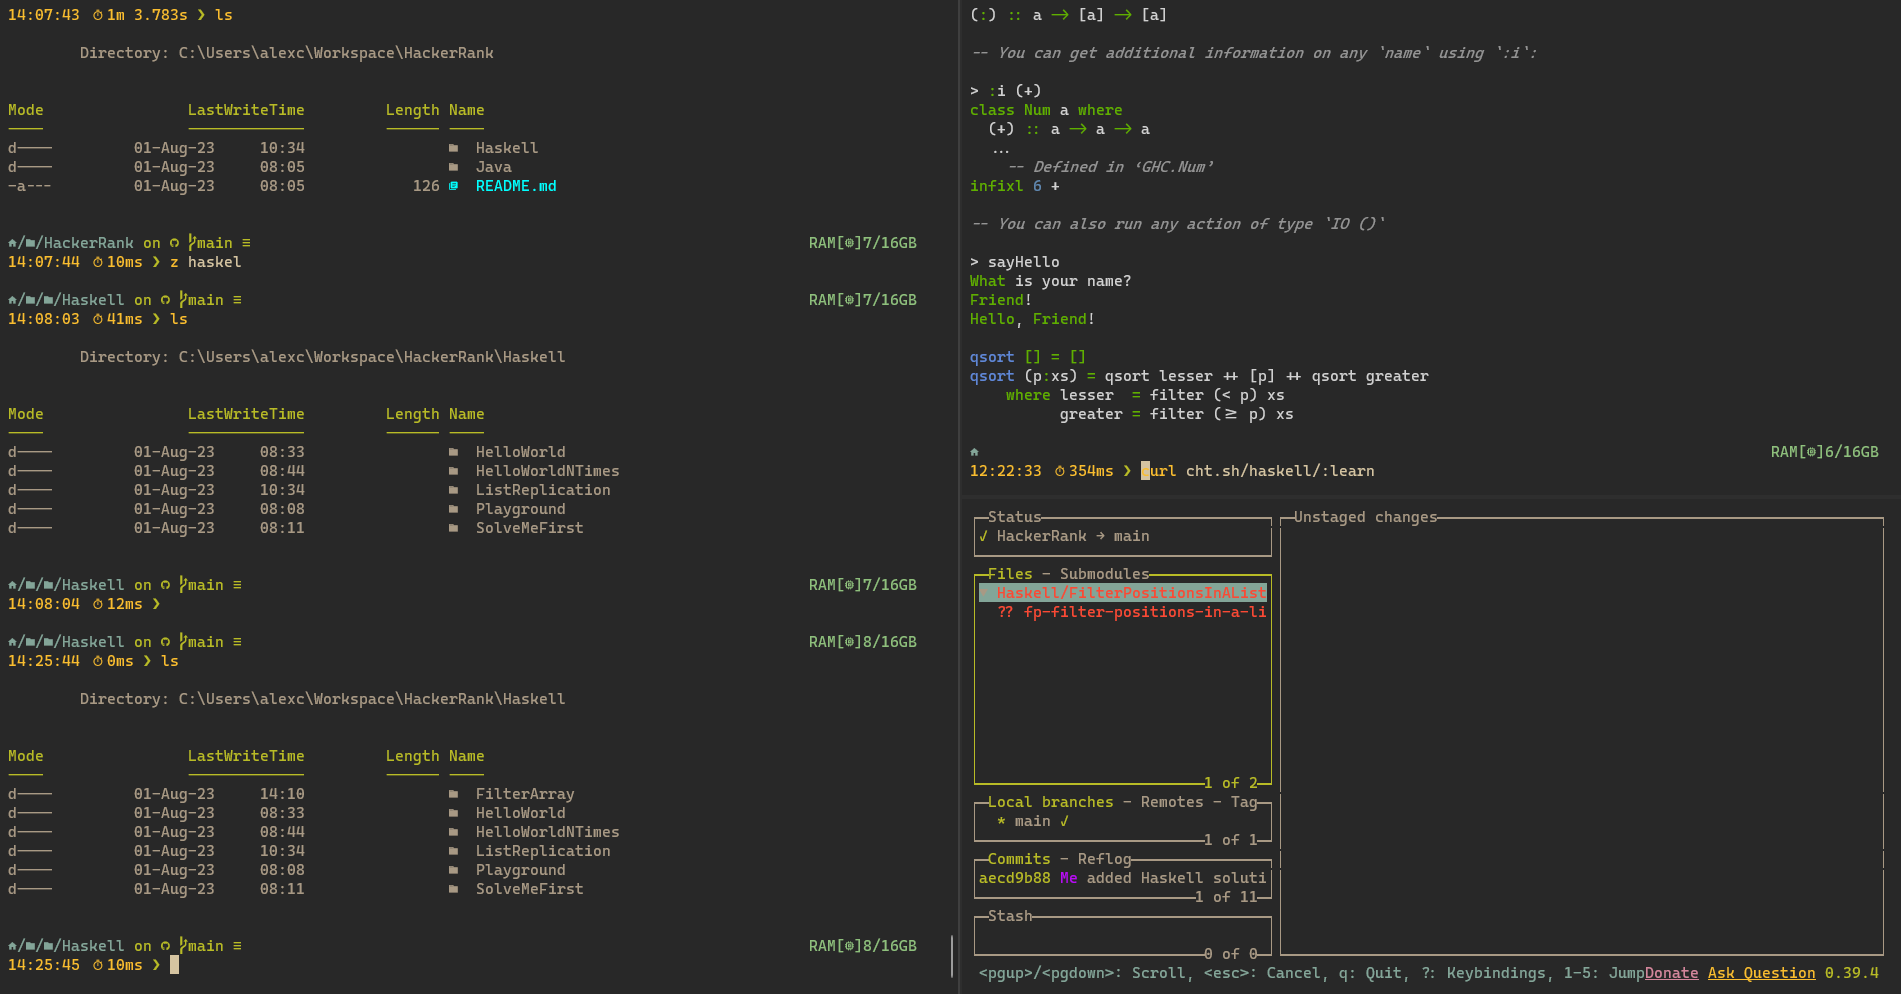 14:07:43 1m 3.783s ❯ ls
Directory: C:\Users\alexc\Workspace\HackerRank
Mode LastWriteTime Length Name
d---- 01-Aug-23 10:34 Haskell
d---- 01-Aug-23 08:05 Java
-a--- 01-Aug-23 08:05 126 README.md
/HackerRank on main ≡ RAM[]7/16GB
14:07:44 10ms ❯ z haskel
/Haskell on main ≡ RAM[]7/16GB
14:08:03 41ms ❯ ls
Directory: C:\Users\alexc\Workspace\HackerRank\Haskell
Mode LastWriteTime Length Name
d---- 01-Aug-23 08:33 HelloWorld
d---- 01-Aug-23 08:44 HelloWorldNTimes
d---- 01-Aug-23 10:34 ListReplication
d---- 01-Aug-23 08:08 Playground
d---- 01-Aug-23 08:11 SolveMeFirst
/Haskell on main ≡ RAM[]7/16GB
14:08:04 12ms ❯
/Haskell on main ≡ RAM[]8/16GB
14:25:44 0ms ❯ ls
Directory: C:\Users\alexc\Workspace\HackerRank\Haskell
Mode LastWriteTime Length Name
d---- 01-Aug-23 14:10 FilterArray
d---- 01-Aug-23 08:33 HelloWorld
d---- 01-Aug-23 08:44 HelloWorldNTimes
d---- 01-Aug-23 10:34 ListReplication
d---- 01-Aug-23 08:08 Playground
d---- 01-Aug-23 08:11 SolveMeFirst
/Haskell on main ≡ RAM[]8/16GB
14:25:45 10ms ❯
(:) :: a -> [a] -> [a]
-- You can get additional information on any `name` using `:i`:
> :i (+)
class Num a where
(+) :: a -> a -> a
...
-- Defined in ‘GHC.Num’
infixl 6 +
-- You can also run any action of type `IO ()`
> sayHello
What is your name?
Friend!
Hello, Friend!
qsort [] = []
qsort (p:xs) = qsort lesser ++ [p] ++ qsort greater
where lesser  = filter (< p) xs
greater = filter (>= p) xs
RAM[]6/16GB
12:22:33 354ms ❯ curl cht.sh/haskell/:learn
Status
✓ HackerRank → main
Files - Submodules
Haskell/FilterPositionsInAList
?? fp-filter-positions-in-a-li
1 of 2
Local branches - Remotes - Tag
* main ✓
1 of 1
Commits - Reflog
aecd9b88 Me added Haskell soluti
1 of 11
Stash
0 of 0
Unstaged changes
<pgup>/<pgdown>: Scroll, <esc>: Cancel, q: Quit, ?: Keybindings, 1-5: JumpDonate Ask Question 0.39.4